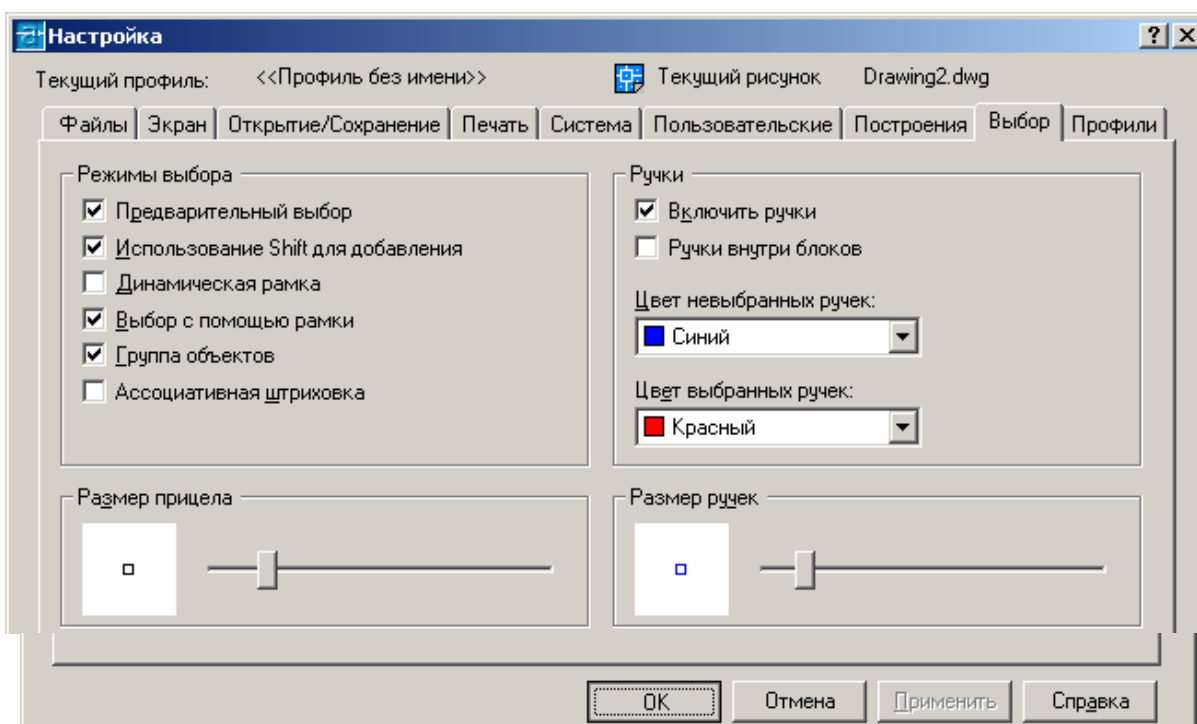 Настройка
Текущий профиль: <<Профиль без имени>> Текущий рисунок Drawing2.dwg
Файлы Экран Открытие/Сохранение Печать Система Пользовательские Построения Выбор Профили
Режимы выбора
Предварительный выбор
Использование Shift для добавления
Динамическая рамка
Выбор с помощью рамки
Группа объектов
Ассоциативная штриховка
Ручки
Включить ручки
Ручки внутри блоков
Цвет невыбранных ручек:
Синий
Цвет выбранных ручек:
Красный
Размер прицела
Размер ручек
OK Отмена Применить Справка